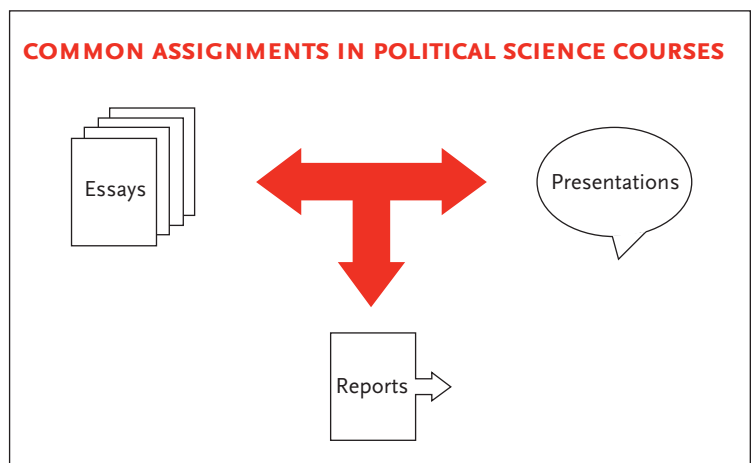 COMMON ASSIGNMENTS IN POLITICAL SCIENCE COURSES
Essays
Presentations
Reports